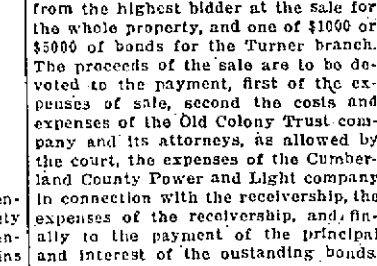 from the highest bidder at the sale for
the whole property, and one of $1000 or
$5000 of bonds for the Turner branch.
The proceeds of the sale are to be de-
voted to the payment, first of the ex-
penses of sale, second the costs and
expenses of the Old Colony Trust com-
pany and its attorneys, as allowed by
the court, the expenses of the Cumber-
land County Power and Light company
in connection with the receivership, the
expenses of the receivership, and, fin-
ally to the payment of the principal
and interest of the oustanding bonds.
en-
ty
en-
ins